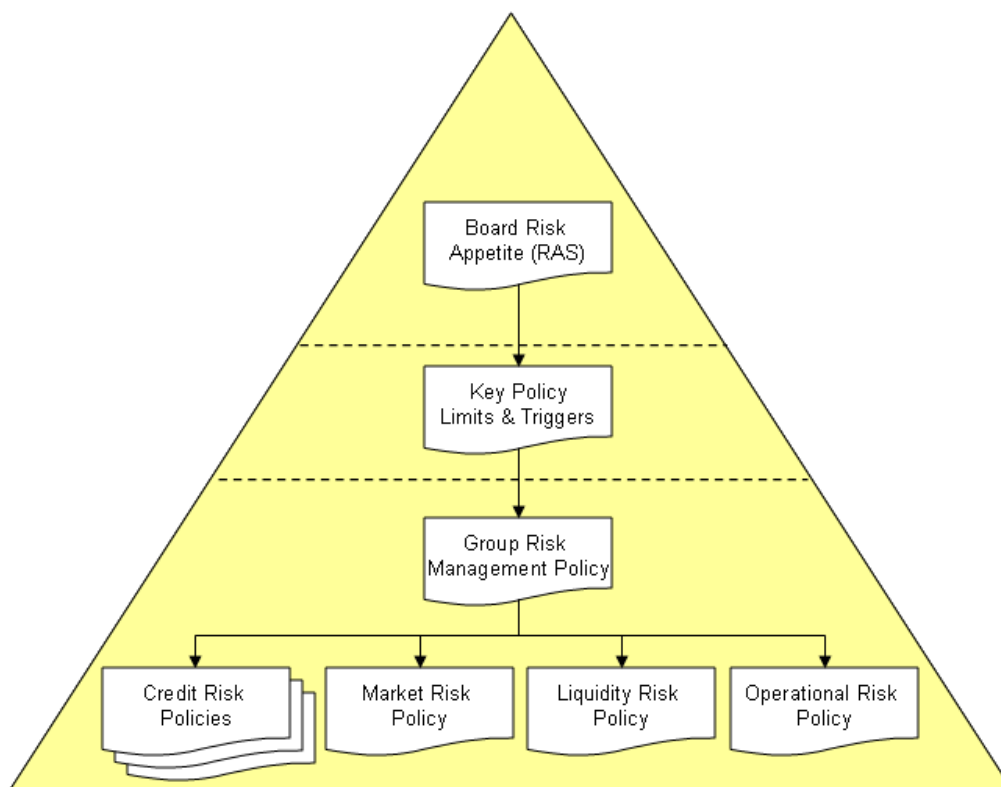 Board Risk
Appetite (RAS)
Key Policy
Limits & Triggers
Group Risk
Management Policy
Credit Risk
Policies
Market Risk
Policy
Liquidity Risk
Policy
Operational Risk
Policy